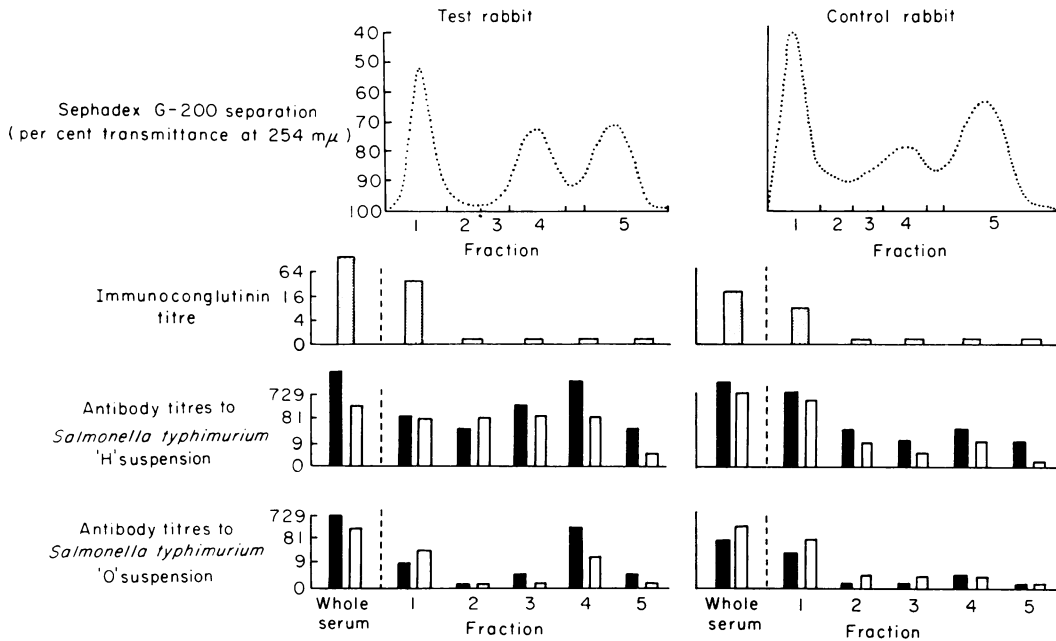 Test rabbit
Control rabbit
Sephadex G-200 separation
(per cent transmittance at 254 mμ)
40
50
60
70
80
90
100
1 2 3 4 5
Fraction
1 2 3 4 5
Fraction
Immunoconglutinin
titre
64
16
4
0
Antibody titres to
Salmonella typhimurium
'H' suspension
729
81
9
0
Antibody titres to
Salmonella typhimurium
'O' suspension
729
81
9
0
Whole
serum
1 2 3 4 5
Fraction
Whole
serum
1 2 3 4 5
Fraction